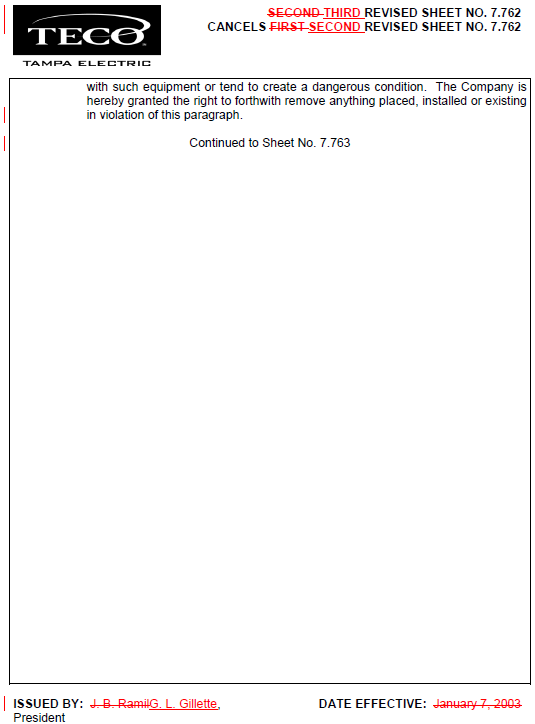 TECO
TAMPA ELECTRIC
SECOND THIRD REVISED SHEET NO. 7.762
CANCELS FIRST SECOND REVISED SHEET NO. 7.762
with such equipment or tend to create a dangerous condition. The Company is
hereby granted the right to forthwith remove anything placed, installed or existing
in violation of this paragraph.
Continued to Sheet No. 7.763
ISSUED BY: J. B. RamilG. L. Gillette, DATE EFFECTIVE: January 7, 2003
President